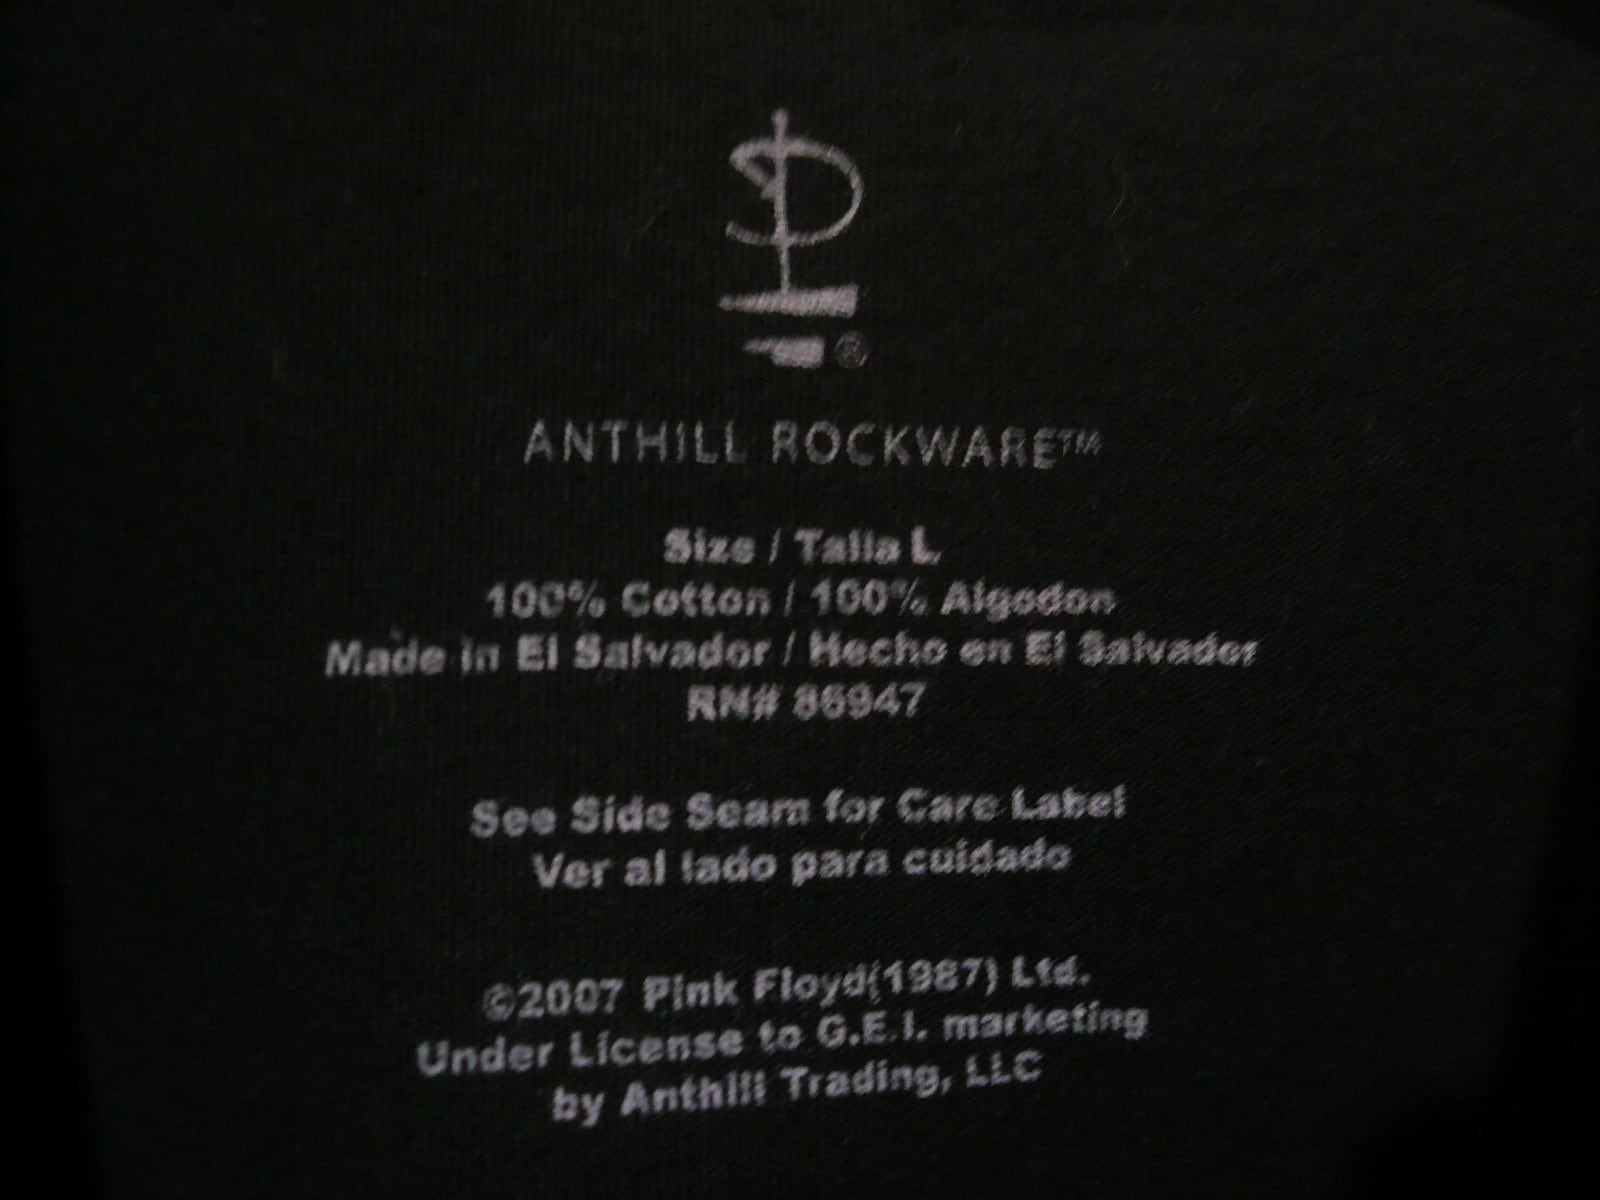 ®
ANTHILL ROCKWARE™
Size / Talla L
100% Cotton / 100% Algodon
Made in El Salvador / Hecho en El Salvador
RN# 86947
See Side Seam for Care Label
Ver al lado para cuidado
©2007 Pink Floyd(1987) Ltd.
Under License to G.E.I. marketing
by Anthill Trading, LLC